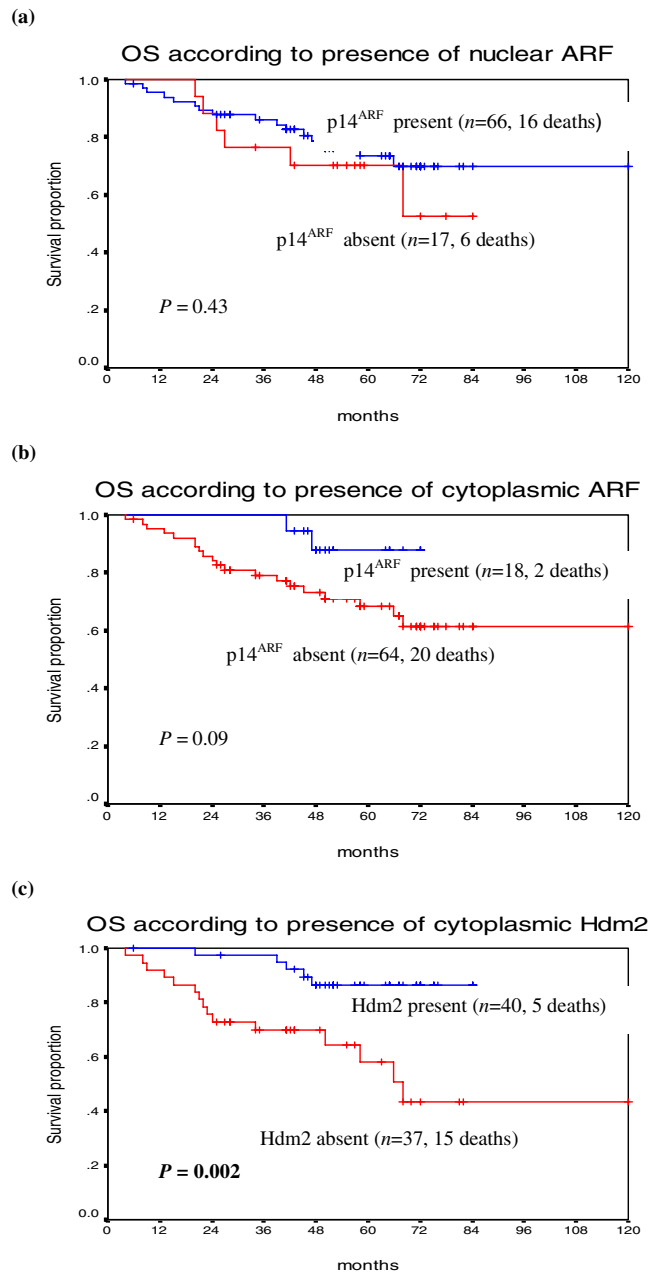 (a)
OS according to presence of nuclear ARF
1.0
.8
.6
.4
.2
0.0
Survival proportion
p14ARF present (n=66, 16 deaths)
p14ARF absent (n=17, 6 deaths)
P = 0.43
0 12 24 36 48 60 72 84 96 108 120
months
(b)
OS according to presence of cytoplasmic ARF
1.0
.8
.6
.4
.2
.0
Survival proportion
p14ARF present (n=18, 2 deaths)
p14ARF absent (n=64, 20 deaths)
P = 0.09
0 12 24 36 48 60 72 84 96 108 120
months
(c)
OS according to presence of cytoplasmic Hdm2
1.0
.8
.6
.4
.2
.0
Survival proportion
Hdm2 present (n=40, 5 deaths)
Hdm2 absent (n=37, 15 deaths)
P = 0.002
0 12 24 36 48 60 72 84 96 108 120
months